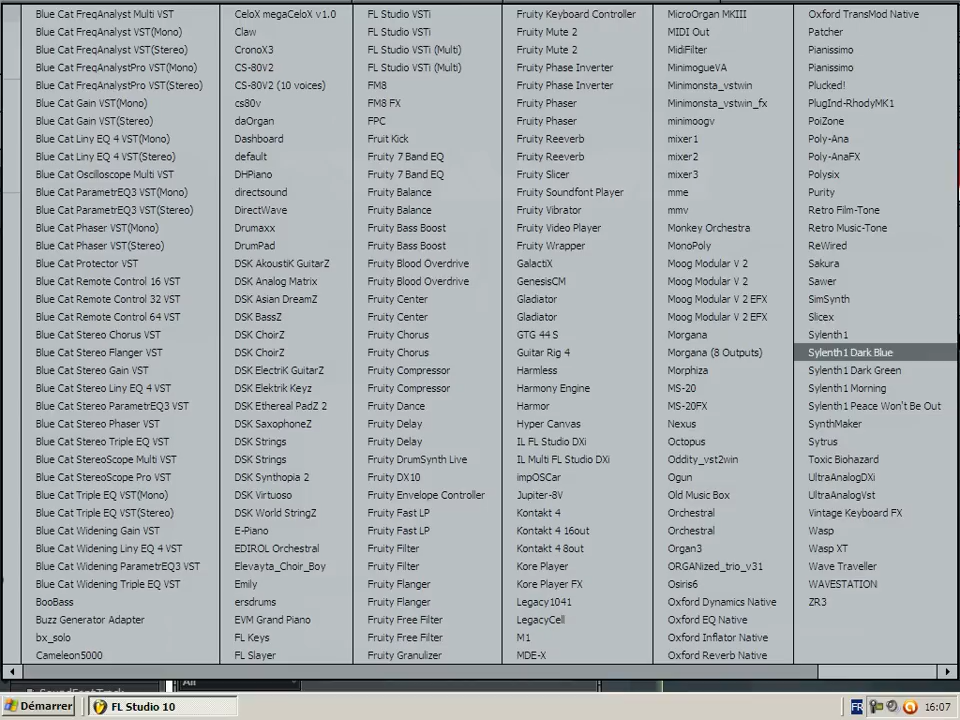 Blue Cat FreqAnalyst Multi VST
Blue Cat FreqAnalyst VST(Mono)
Blue Cat FreqAnalyst VST(Stereo)
Blue Cat FreqAnalystPro VST(Mono)
Blue Cat FreqAnalystPro VST(Stereo)
Blue Cat Gain VST(Mono)
Blue Cat Gain VST(Stereo)
Blue Cat Liny EQ 4 VST(Mono)
Blue Cat Liny EQ 4 VST(Stereo)
Blue Cat Oscilloscope Multi VST
Blue Cat ParametrEQ3 VST(Mono)
Blue Cat ParametrEQ3 VST(Stereo)
Blue Cat Phaser VST(Mono)
Blue Cat Phaser VST(Stereo)
Blue Cat Protector VST
Blue Cat Remote Control 16 VST
Blue Cat Remote Control 32 VST
Blue Cat Remote Control 64 VST
Blue Cat Stereo Chorus VST
Blue Cat Stereo Flanger VST
Blue Cat Stereo Gain VST
Blue Cat Stereo Liny EQ 4 VST
Blue Cat Stereo ParametrEQ3 VST
Blue Cat Stereo Phaser VST
Blue Cat Stereo Triple EQ VST
Blue Cat StereoScope Multi VST
Blue Cat StereoScope Pro VST
Blue Cat Triple EQ VST(Mono)
Blue Cat Triple EQ VST(Stereo)
Blue Cat Widening Gain VST
Blue Cat Widening Liny EQ 4 VST
Blue Cat Widening ParametrEQ3 VST
Blue Cat Widening Triple EQ VST
BooBass
Buzz Generator Adapter
bx_solo
Cameleon5000
CeloX megaCeloX v1.0
Claw
CronoX3
CS-80V2
CS-80V2 (10 voices)
cs80v
daOrgan
Dashboard
default
DHPiano
directsound
DirectWave
Drumaxx
DrumPad
DSK AkoustiK GuitarZ
DSK Analog Matrix
DSK Asian DreamZ
DSK BassZ
DSK ChoirZ
DSK ChoirZ
DSK ElectriK GuitarZ
DSK Elektrik Keyz
DSK Ethereal PadZ 2
DSK SaxophoneZ
DSK Strings
DSK Strings
DSK Synthopia 2
DSK Virtuoso
DSK World StringZ
E-Piano
EDIROL Orchestral
Elevayta_Choir_Boy
Emily
ersdrums
EVM Grand Piano
FL Keys
FL Slayer
FL Studio VSTi
FL Studio VSTi
FL Studio VSTi (Multi)
FL Studio VSTi (Multi)
FM8
FM8 FX
FPC
Fruit Kick
Fruity 7 Band EQ
Fruity 7 Band EQ
Fruity Balance
Fruity Balance
Fruity Bass Boost
Fruity Bass Boost
Fruity Blood Overdrive
Fruity Blood Overdrive
Fruity Center
Fruity Center
Fruity Chorus
Fruity Chorus
Fruity Compressor
Fruity Compressor
Fruity Dance
Fruity Delay
Fruity Delay
Fruity DrumSynth Live
Fruity DX10
Fruity Envelope Controller
Fruity Fast LP
Fruity Fast LP
Fruity Filter
Fruity Filter
Fruity Flanger
Fruity Flanger
Fruity Free Filter
Fruity Free Filter
Fruity Granulizer
Fruity Keyboard Controller
Fruity Mute 2
Fruity Mute 2
Fruity Phase Inverter
Fruity Phase Inverter
Fruity Phaser
Fruity Phaser
Fruity Reeverb
Fruity Reeverb
Fruity Slicer
Fruity Soundfont Player
Fruity Vibrator
Fruity Video Player
Fruity Wrapper
GalactiX
GenesisCM
Gladiator
Gladiator
GTG 44 S
Guitar Rig 4
Harmless
Harmony Engine
Harmor
Hyper Canvas
IL FL Studio DXi
IL Multi FL Studio DXi
impOSCar
Jupiter-8V
Kontakt 4
Kontakt 4 16out
Kontakt 4 8out
Kore Player
Kore Player FX
Legacy1041
LegacyCell
M1
MDE-X
MicroOrgan MKIII
MIDI Out
MidiFilter
MinimogueVA
Minimonsta_vstwin
Minimonsta_vstwin_fx
minimoogv
mixer1
mixer2
mixer3
mme
mmv
Monkey Orchestra
MonoPoly
Moog Modular V 2
Moog Modular V 2
Moog Modular V 2 EFX
Moog Modular V 2 EFX
Morgana
Morgana (8 Outputs)
Morphiza
MS-20
MS-20FX
Nexus
Octopus
Oddity_vst2win
Ogun
Old Music Box
Orchestral
Orchestral
Organ3
ORGANized_trio_v31
Osiris6
Oxford Dynamics Native
Oxford EQ Native
Oxford Inflator Native
Oxford Reverb Native
Oxford TransMod Native
Patcher
Pianissimo
Pianissimo
Plucked!
PlugInd-RhodyMK1
PoiZone
Poly-Ana
Poly-AnaFX
Polysix
Purity
Retro Film-Tone
Retro Music-Tone
ReWired
Sakura
Sawer
SimSynth
Slicex
Sylenth1
Sylenth1 Dark Blue
Sylenth1 Dark Green
Sylenth1 Morning
Sylenth1 Peace Won't Be Out
SynthMaker
Sytrus
Toxic Biohazard
UltraAnalogDXi
UltraAnalogVst
Vintage Keyboard FX
Wasp
Wasp XT
Wave Traveller
WAVESTATION
ZR3
All
Démarrer
FL Studio 10
FR
16:07